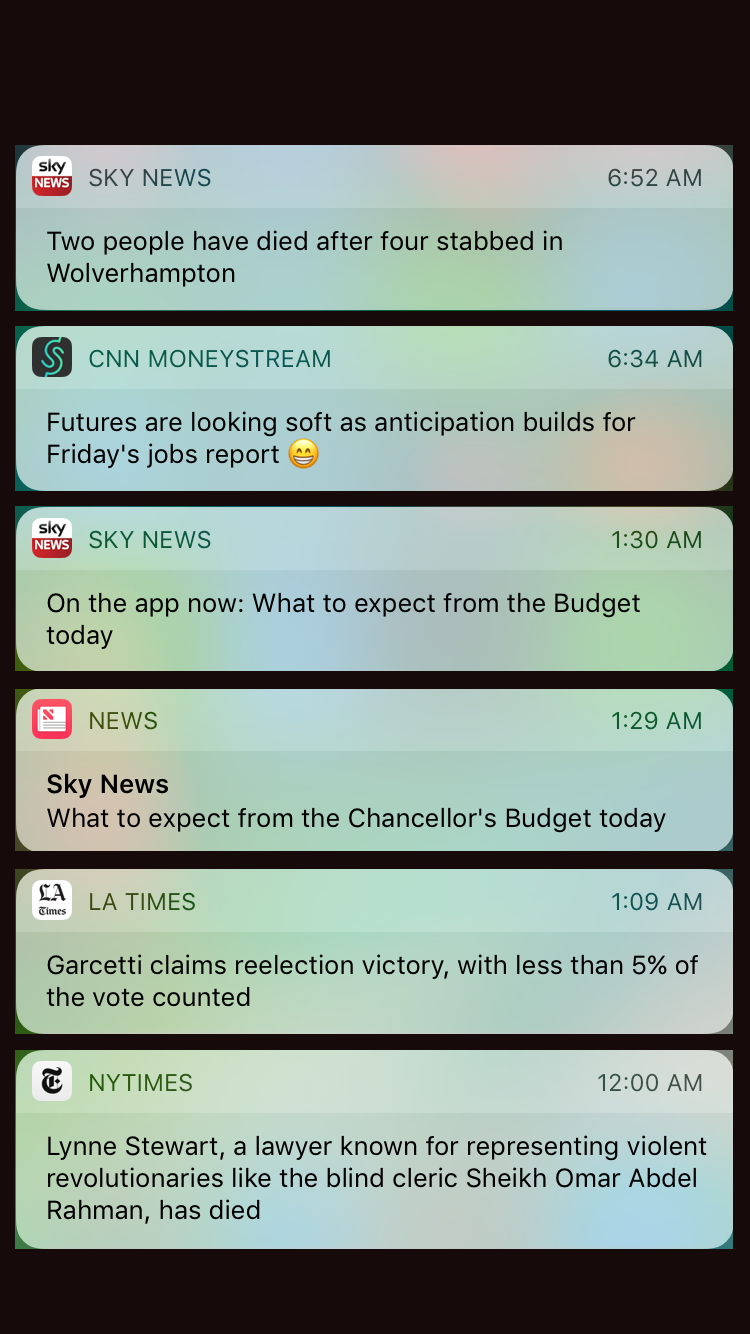 sky
NEWS
SKY NEWS
6:52 AM
Two people have died after four stabbed in
Wolverhampton
CNN MONEYSTREAM
6:34 AM
Futures are looking soft as anticipation builds for
Friday's jobs report 😁
sky
NEWS
SKY NEWS
1:30 AM
On the app now: What to expect from the Budget
today
NEWS
1:29 AM
Sky News
What to expect from the Chancellor's Budget today
LA
Times
LA TIMES
1:09 AM
Garcetti claims reelection victory, with less than 5% of
the vote counted
T
NYTIMES
12:00 AM
Lynne Stewart, a lawyer known for representing violent
revolutionaries like the blind cleric Sheikh Omar Abdel
Rahman, has died